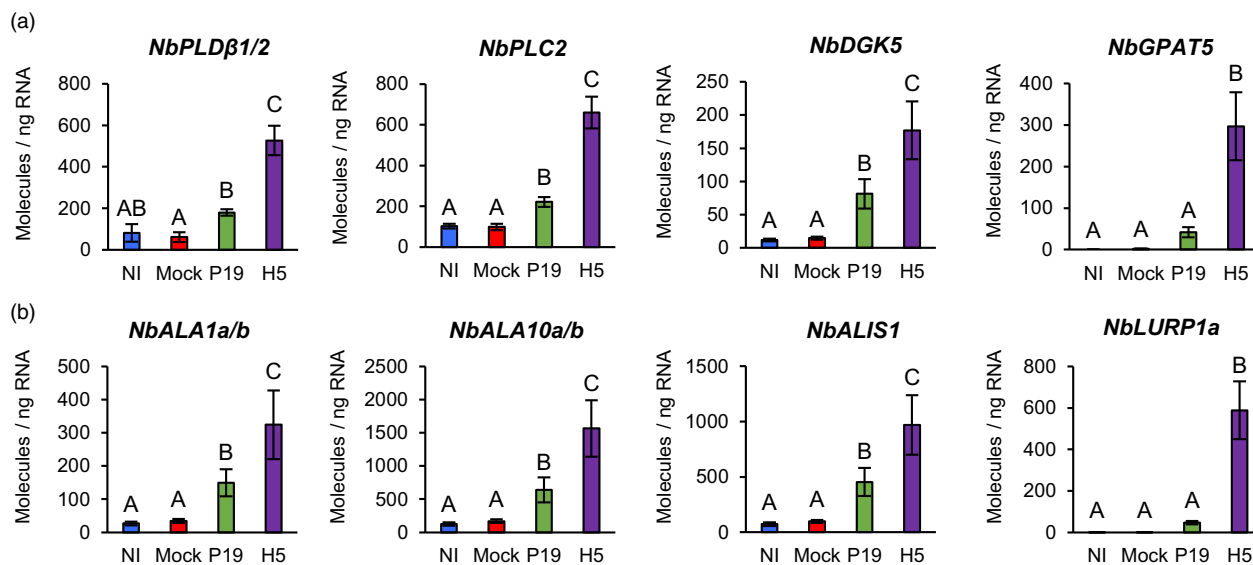 (a)
NbPLDβ1/2
Molecules / ng RNA
800
600
400
200
0
AB
A
B
C
NI Mock P19 H5
NbPLC2
Molecules / ng RNA
800
600
400
200
0
A
A
B
C
NI Mock P19 H5
NbDGK5
Molecules / ng RNA
250
200
150
100
50
0
A
A
B
C
NI Mock P19 H5
NbGPAT5
Molecules / ng RNA
400
300
200
100
0
A
A
A
B
NI Mock P19 H5
(b)
NbALA1a/b
Molecules / ng RNA
500
400
300
200
100
0
A
A
B
C
NI Mock P19 H5
NbALA10a/b
Molecules / ng RNA
2500
2000
1500
1000
500
0
A
A
B
C
NI Mock P19 H5
NbALIS1
Molecules / ng RNA
1500
1000
500
0
A
A
B
C
NI Mock P19 H5
NbLURP1a
Molecules / ng RNA
800
600
400
200
0
A
A
A
B
NI Mock P19 H5